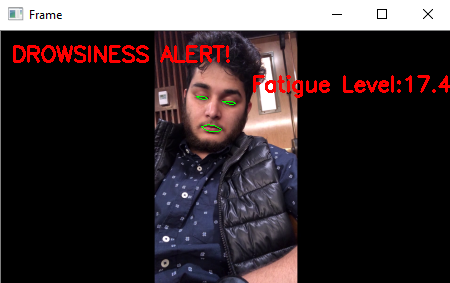 Frame
DROWSINESS ALERT!
Fatigue Level:17.4